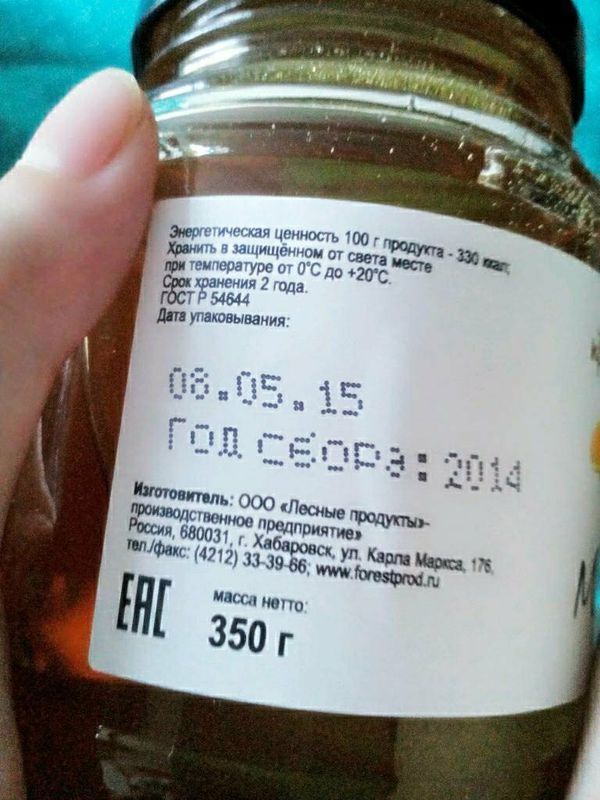 Энергетическая ценность 100 г продукта - 330 ккал;
Хранить в защищённом от света месте
при температуре от 0°С до +20°С.
Срок хранения 2 года.
ГОСТ Р 54644
Дата упаковывания:
08.05.15
Год сбора: 2014
Изготовитель: ООО «Лесные продукты»-
производственное предприятие»
Россия, 680031, г. Хабаровск, ул. Карла Маркса, 176,
тел./факс: (4212) 33-39-66; www.forestprod.ru
EAC
масса нетто:
350 г